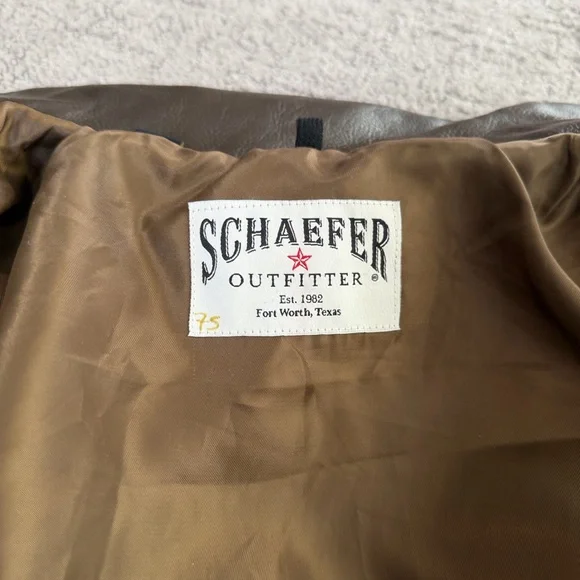 SCHAEFER
OUTFITTER
Est. 1982
Fort Worth, Texas
75